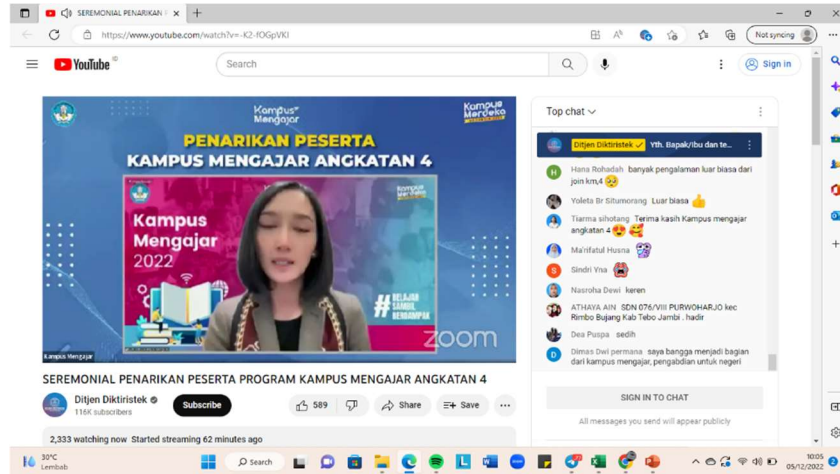 SEREMONIAL PENARIKAN
https://www.youtube.com/watch?v=-K2-fOGpVKI
Not syncing
YouTube ID
Search
Sign in
Kampus
Mengajar
Kampus
Merdeka
PENARIKAN PESERTA
KAMPUS MENGAJAR ANGKATAN 4
Kampus
Mengajar
2022
#BELAJAR
SAMBIL
BERDAMPAK
zoom
Kampus Mengajar
SEREMONIAL PENARIKAN PESERTA PROGRAM KAMPUS MENGAJAR ANGKATAN 4
Ditjen Diktiristek
116K subscribers
Subscribe
589
Share
Save
2,333 watching now Started streaming 62 minutes ago
Top chat
Ditjen Diktiristek Yth. Bapak/Ibu dan te...
Hana Rohadah banyak pengalaman luar biasa dari
join km,4 🥺
Yoleta Br Situmorang Luar biasa 👍
Tiarma sihotang Terima kasih Kampus mengajar
angkatan 4 😍🥰
Ma'rifatul Husna
Sindri Yna
Nasroha Dewi keren
ATHAYA AIN SDN 076/VIII PURWOHARJO kec
Rimbo Bujang Kab Tebo Jambi . hadir
Dea Puspa sedih
Dimas Dwi permana saya bangga menjadi bagian
dari kampus mengajar, pengabdian untuk negeri
SIGN IN TO CHAT
All messages you send will appear publicly
30°C
Lembab
Search
10:05
05/12/2022